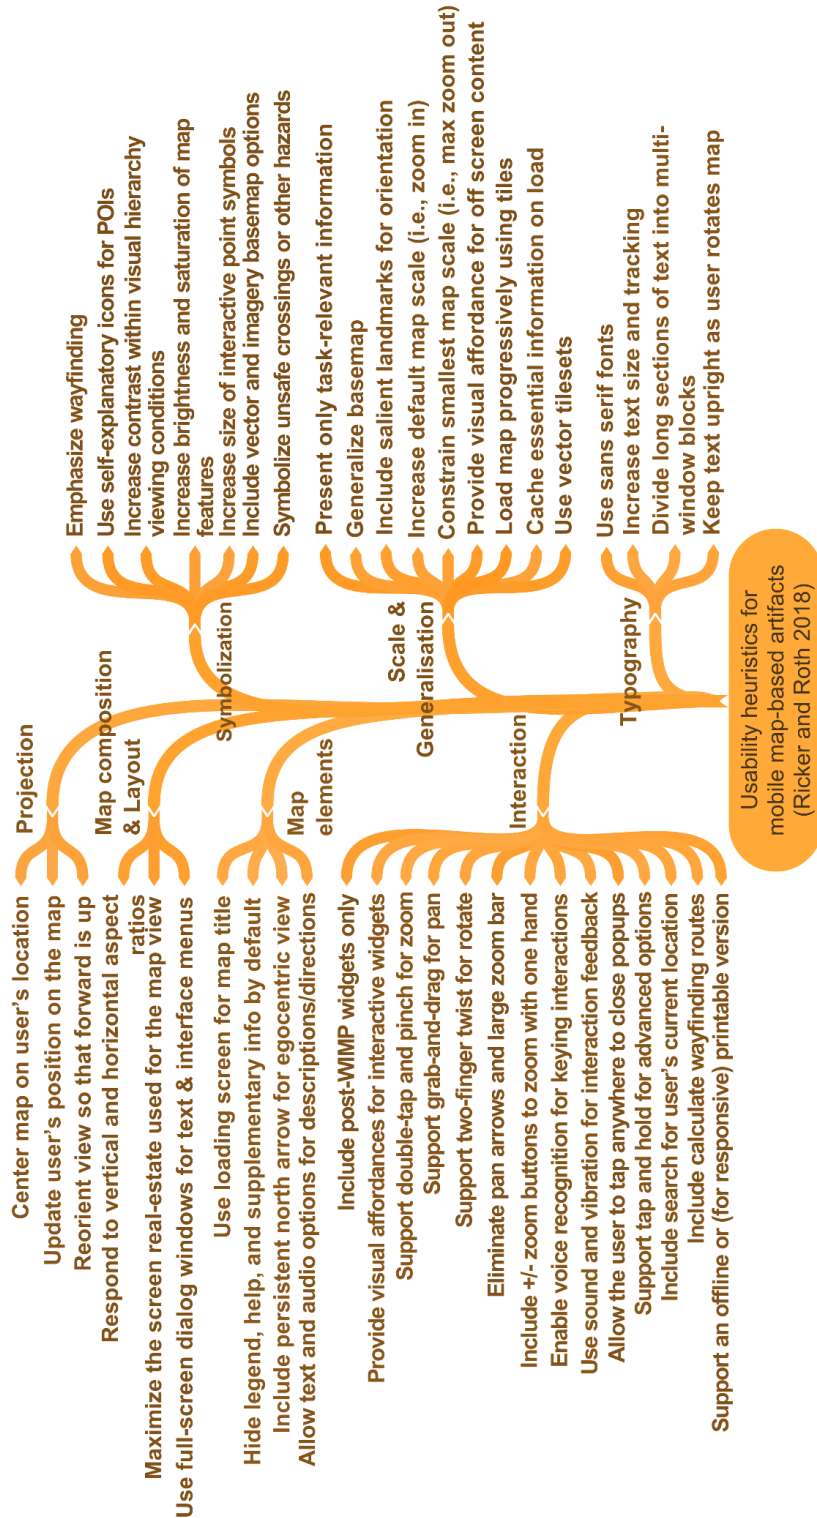 Usability heuristics for
mobile map-based artifacts
(Ricker and Roth 2018)
Projection
Center map on user's location
Update user's position on the map
Reorient view so that forward is up
Map composition
& Layout
Respond to vertical and horizontal aspect
ratios
Maximize the screen real-estate used for the map view
Use full-screen dialog windows for text & interface menus
Map
elements
Use loading screen for map title
Hide legend, help, and supplementary info by default
Include persistent north arrow for egocentric view
Allow text and audio options for descriptions/directions
Interaction
Include post-WIMP widgets only
Provide visual affordances for interactive widgets
Support double-tap and pinch for zoom
Support grab-and-drag for pan
Support two-finger twist for rotate
Eliminate pan arrows and large zoom bar
Include +/- zoom buttons to zoom with one hand
Enable voice recognition for keying interactions
Use sound and vibration for interaction feedback
Allow the user to tap anywhere to close popups
Support tap and hold for advanced options
Include search for user's current location
Include calculate wayfinding routes
Support an offline or (for responsive) printable version
Symbolization
Emphasize wayfinding
Use self-explanatory icons for POIs
Increase contrast within visual hierarchy
viewing conditions
Increase brightness and saturation of map
features
Increase size of interactive point symbols
Include vector and imagery basemap options
Symbolize unsafe crossings or other hazards
Scale &
Generalisation
Present only task-relevant information
Generalize basemap
Include salient landmarks for orientation
Increase default map scale (i.e., zoom in)
Constrain smallest map scale (i.e., max zoom out)
Provide visual affordance for off screen content
Load map progressively using tiles
Cache essential information on load
Use vector tilesets
Typography
Use sans serif fonts
Increase text size and tracking
Divide long sections of text into multi-
window blocks
Keep text upright as user rotates map